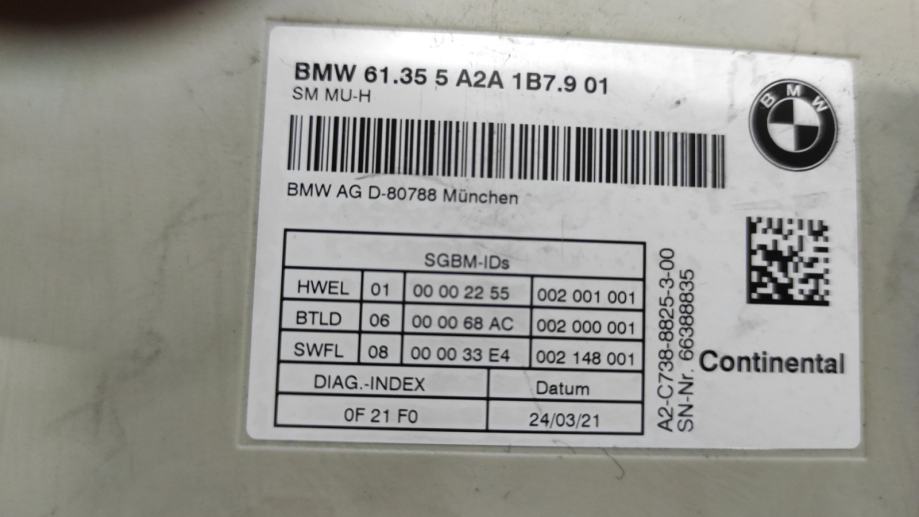 BMW 61.35 5 A2A 1B7.9 01
SM MU-H
BMW
BMW AG D-80788 München
SGBM-IDs
HWEL 01 00 00 22 55 002 001 001
BTLD 06 00 00 68 AC 002 000 001
SWFL 08 00 00 33 E4 002 148 001
DIAG.-INDEX Datum
0F 21 F0 24/03/21
A2-C738-8825-3-00
SN-Nr. 66388835
Continental